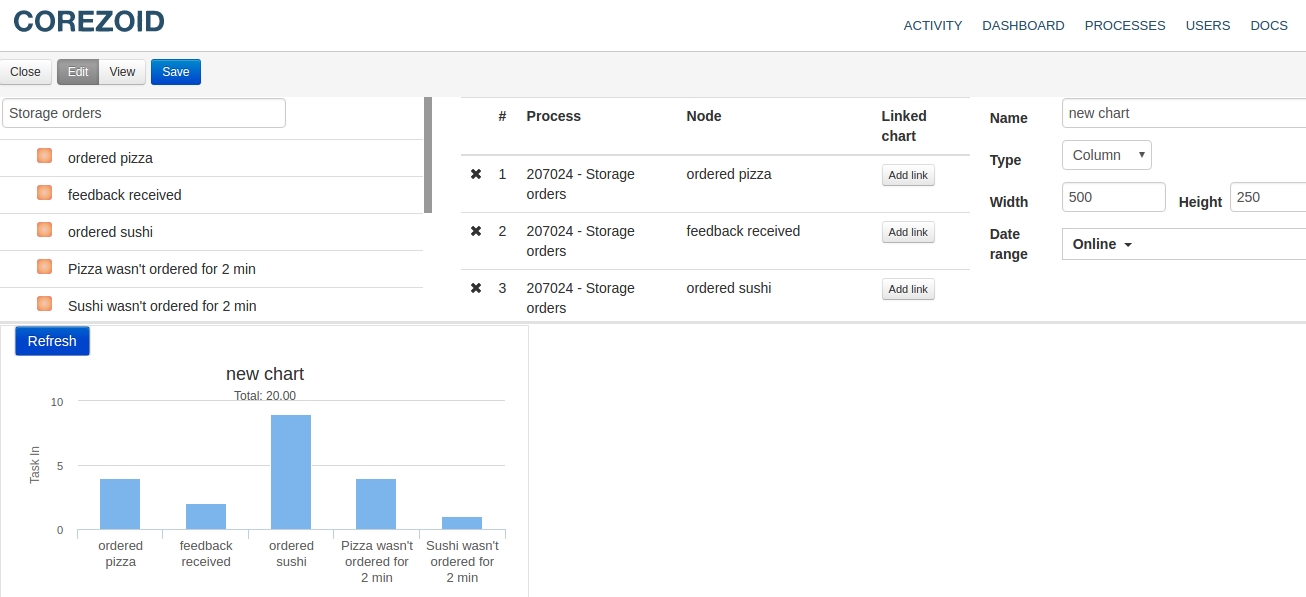 COREZOID
ACTIVITY DASHBOARD PROCESSES USERS DOCS
Close Edit View Save
Storage orders
ordered pizza
feedback received
ordered sushi
Pizza wasn't ordered for 2 min
Sushi wasn't ordered for 2 min
# Process Node Linked
chart
1 207024 - Storage ordered pizza Add link
orders
2 207024 - Storage feedback received Add link
orders
3 207024 - Storage ordered sushi Add link
orders
Name new chart
Type Column
Width 500 Height 250
Date
range
Online
Refresh
new chart
Total: 20.00
10
5
0
Task In
ordered
pizza
feedback
received
ordered
sushi
Pizza wasn't
ordered for
2 min
Sushi wasn't
ordered for
2 min